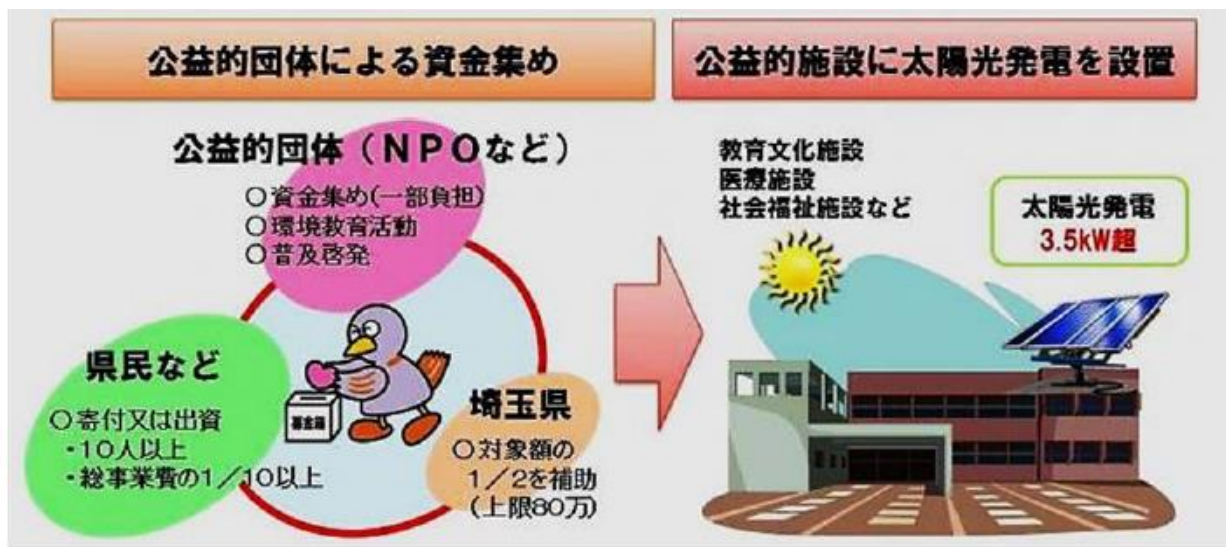 公益的団体による資金集め
公益的施設に太陽光発電を設置
公益的団体（NPOなど）
○資金集め(一部負担)
○環境教育活動
○普及啓発
県民など
○寄付又は出資
・10人以上
・総事業費の1／10以上
募金箱
埼玉県
○対象額の
1／2を補助
(上限80万)
教育文化施設
医療施設
社会福祉施設など
太陽光発電
3.5kW超